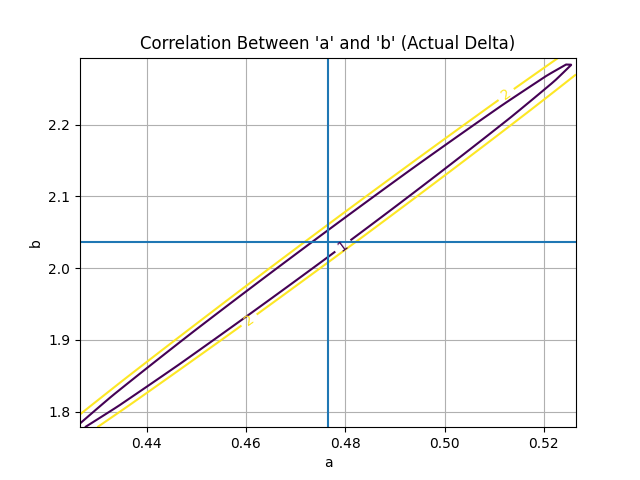 Correlation Between 'a' and 'b' (Actual Delta)
b
2.2
2.1
2.0
1.9
1.8
2
1
2
0.44 0.46 0.48 0.50 0.52
a